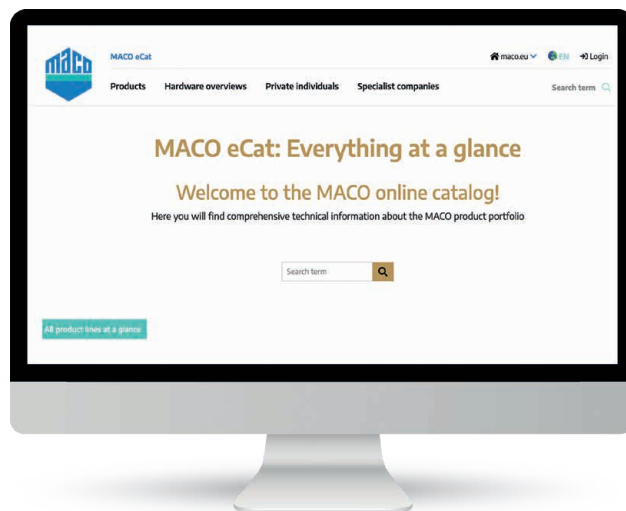 maco
MACO eCat
maco.eu
EN
Login
Products Hardware overviews Private individuals Specialist companies
Search term
MACO eCat: Everything at a glance
Welcome to the MACO online catalog!
Here you will find comprehensive technical information about the MACO product portfolio
Search term
All product lines at a glance